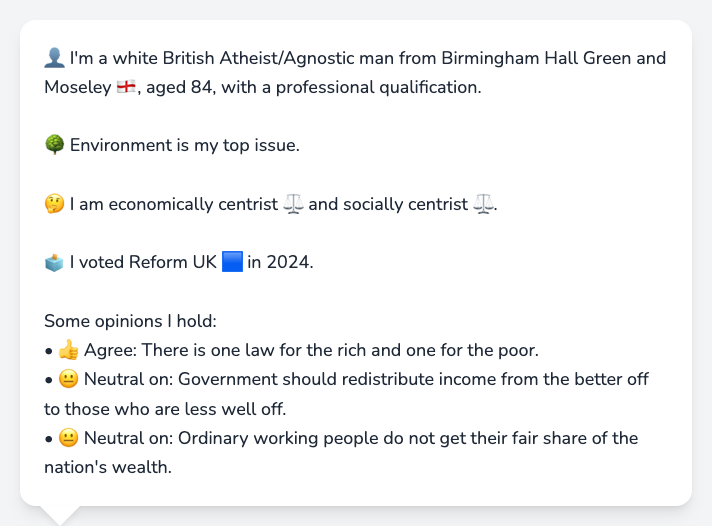 👤 I'm a white British Atheist/Agnostic man from Birmingham Hall Green and
Moseley 🏴󠁧󠁢󠁥󠁮󠁧󠁿, aged 84, with a professional qualification.
🌳 Environment is my top issue.
🤔 I am economically centrist ⚖️ and socially centrist ⚖️.
🗳️ I voted Reform UK 🟦 in 2024.
Some opinions I hold:
• 👍 Agree: There is one law for the rich and one for the poor.
• 😐 Neutral on: Government should redistribute income from the better off
to those who are less well off.
• 😐 Neutral on: Ordinary working people do not get their fair share of the
nation's wealth.